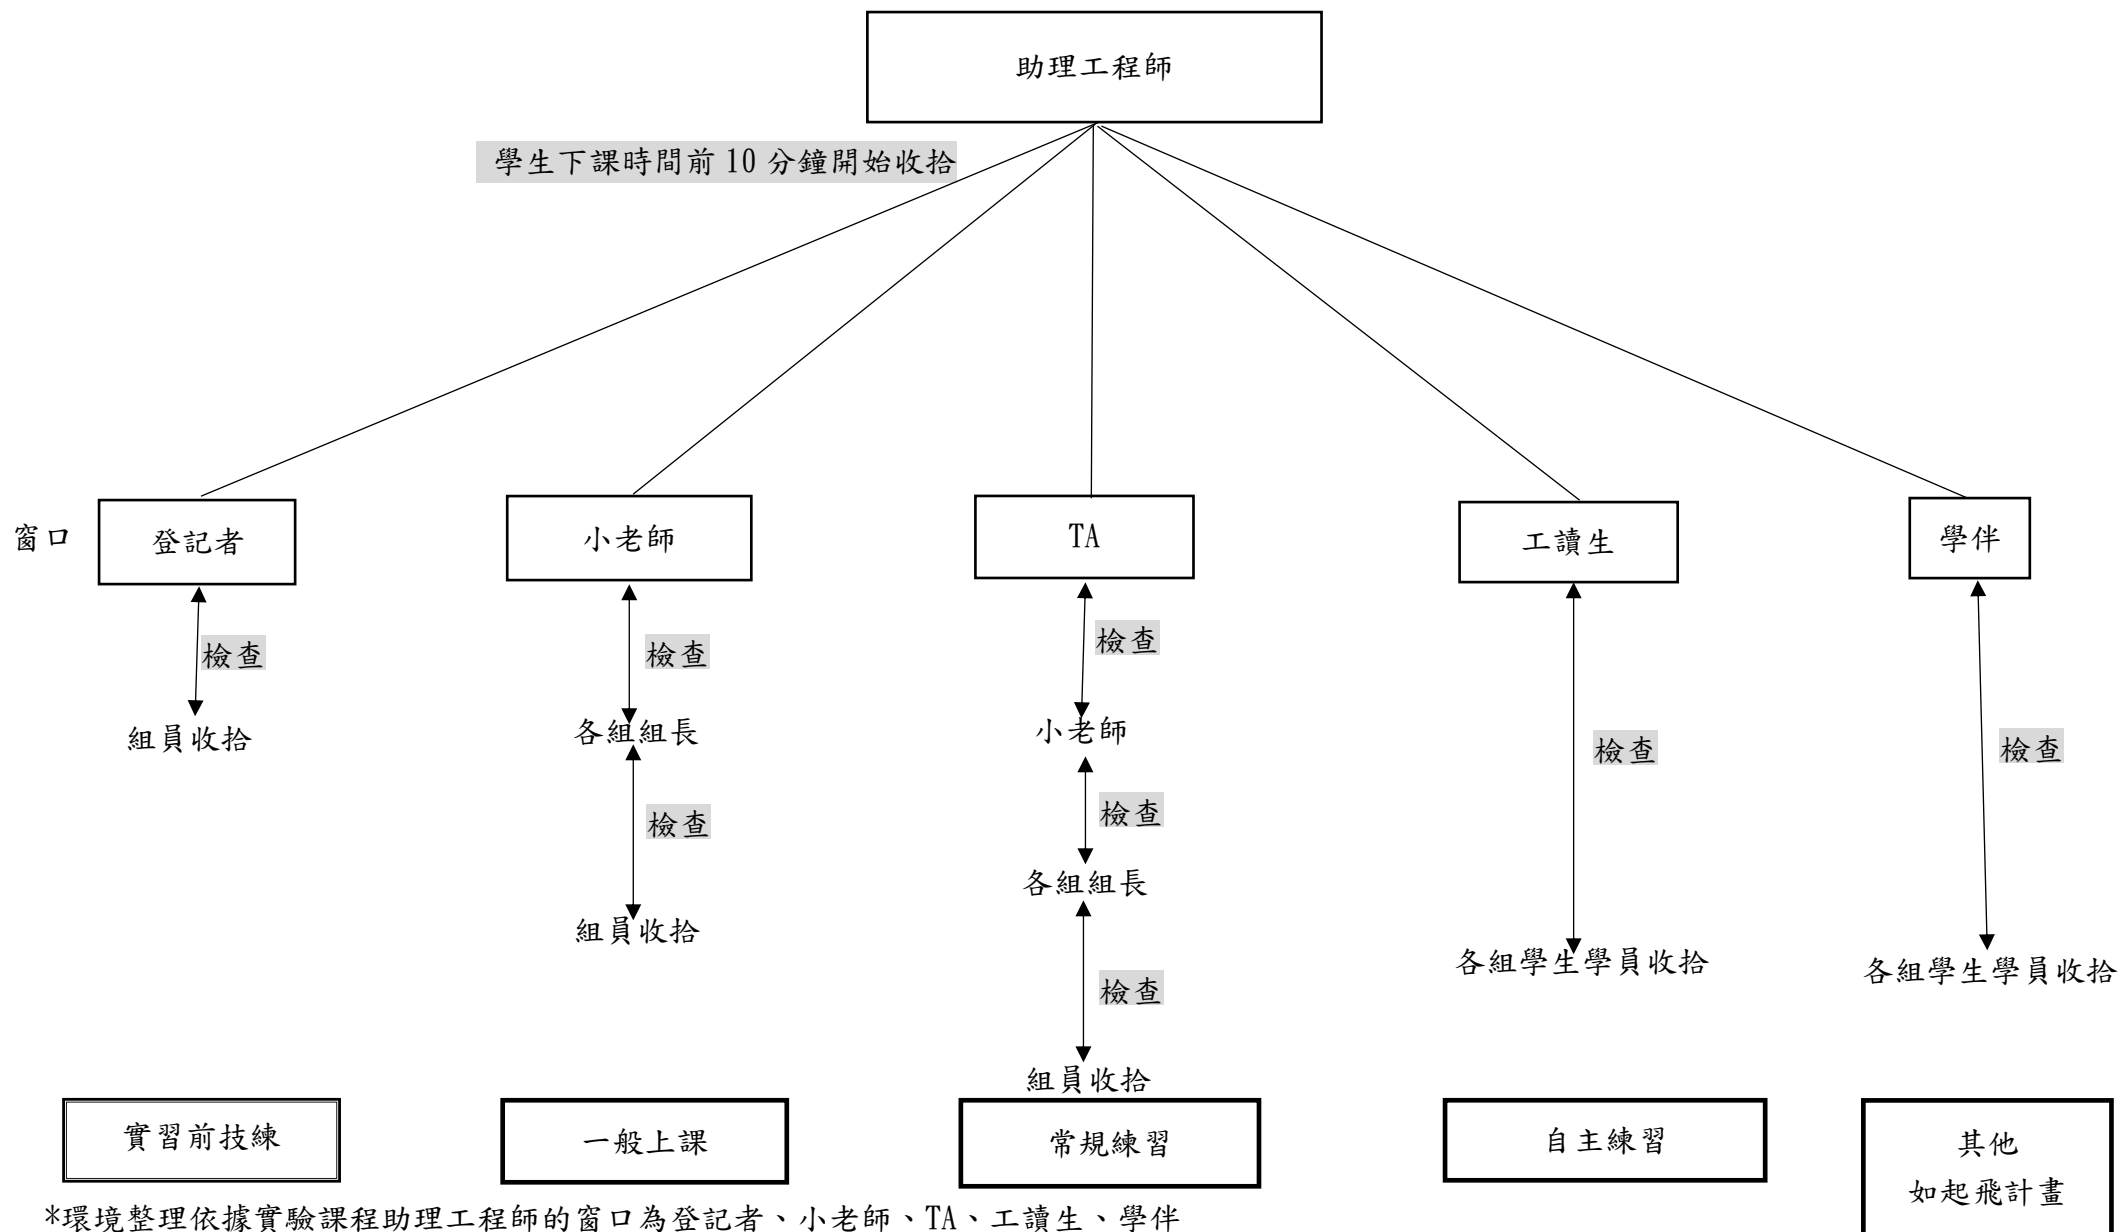 助理工程師
學生下課時間前 10 分鐘開始收拾
窗口
登記者
小老師
TA
工讀生
學伴
檢查
檢查
檢查
組員收拾
各組組長
小老師
檢查
檢查
檢查
檢查
各組組長
組員收拾
各組學生學員收拾
各組學生學員收拾
檢查
組員收拾
實習前技練
一般上課
常規練習
自主練習
其他
如起飛計畫
*環境整理依據實驗課程助理工程師的窗口為登記者、小老師、TA、工讀生、學伴